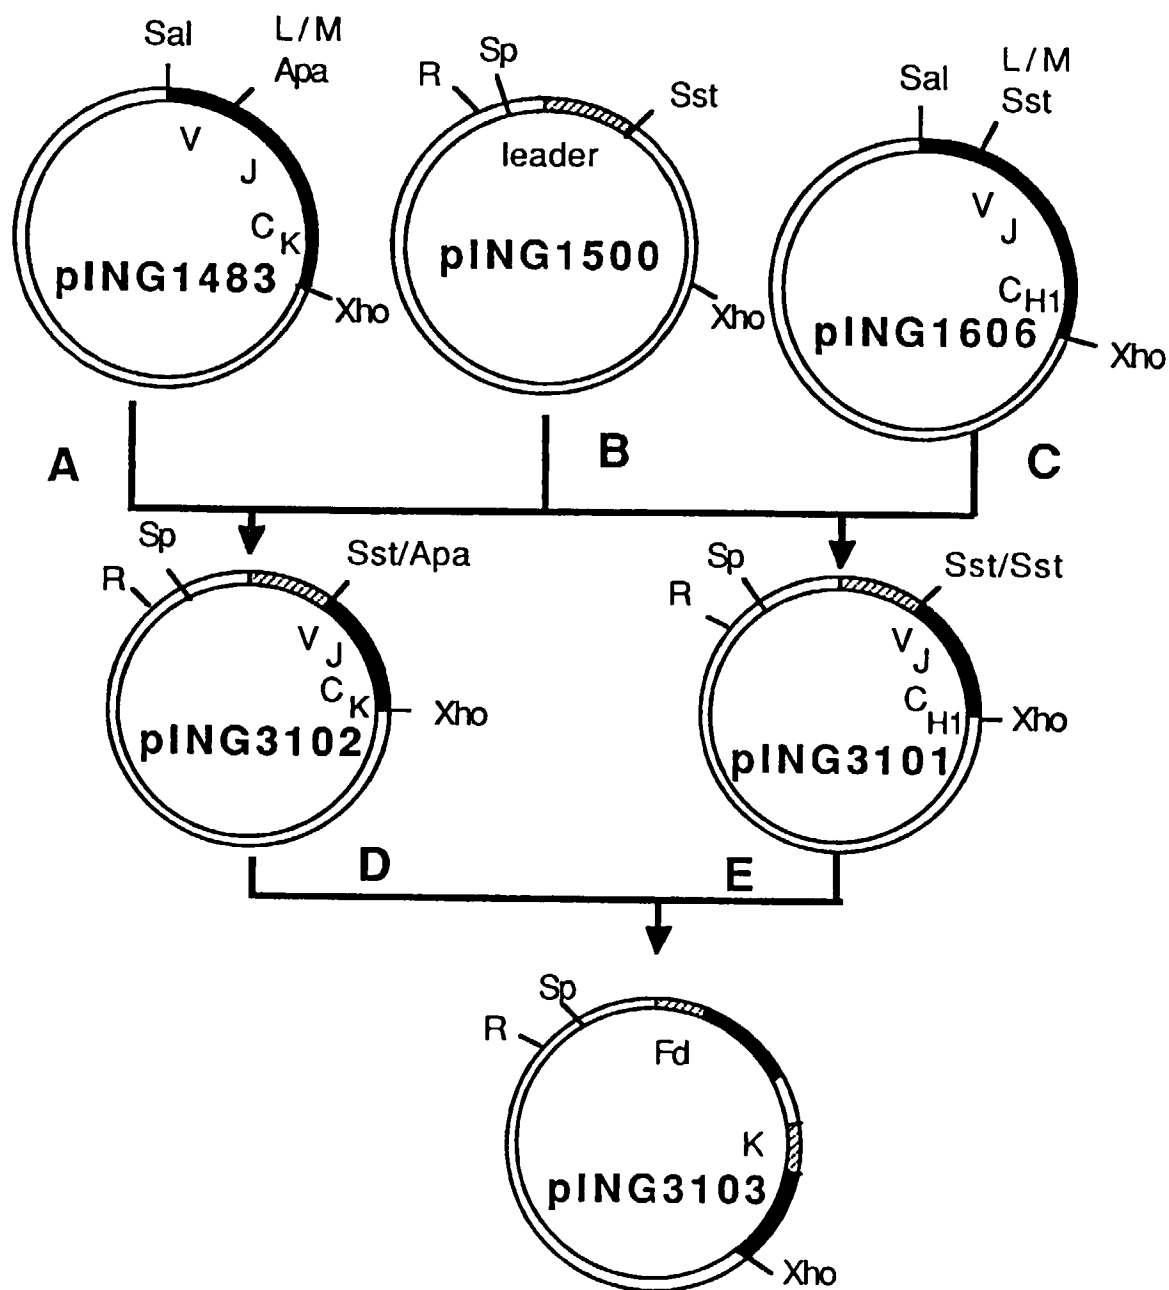 Sal
L/M
Apa
V
J
CK
pING1483
Xho
R
Sp
Sst
leader
pING1500
Xho
Sal
L/M
Sst
V
J
CH1
pING1606
Xho
A
B
C
R
Sp
Sst/Apa
V
J
CK
Xho
pING3102
R
Sp
Sst/Sst
V
J
CH1
Xho
pING3101
D
E
R
Sp
Fd
K
pING3103
Xho